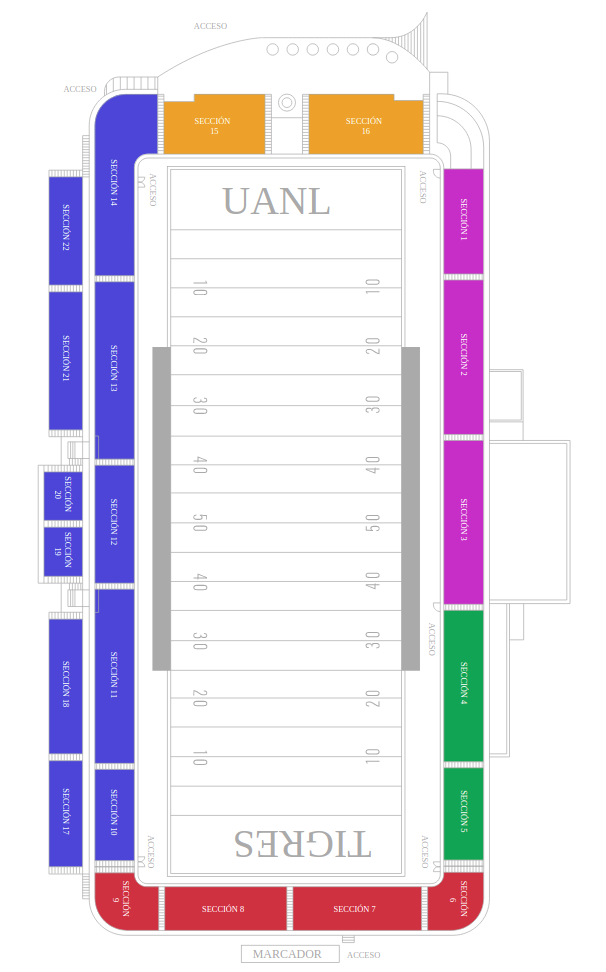 ACCESO
ACCESO
SECCIÓN
15
SECCIÓN
16
SECCIÓN 14
ACCESO
ACCESO
UANL
SECCIÓN 1
SECCIÓN 22
10
10
SECCIÓN 21
SECCIÓN 13
20
20
SECCIÓN 2
30
30
40
40
SECCIÓN
20
SECCIÓN 12
50
50
SECCIÓN 3
SECCIÓN
19
40
40
30
30
ACCESO
SECCIÓN 18
SECCIÓN 11
SECCIÓN 4
20
20
10
10
SECCIÓN 17
SECCIÓN 10
SECCIÓN 5
TIGRES
ACCESO
ACCESO
SECCIÓN
9
SECCIÓN 8
SECCIÓN 7
SECCIÓN
6
MARCADOR
ACCESO